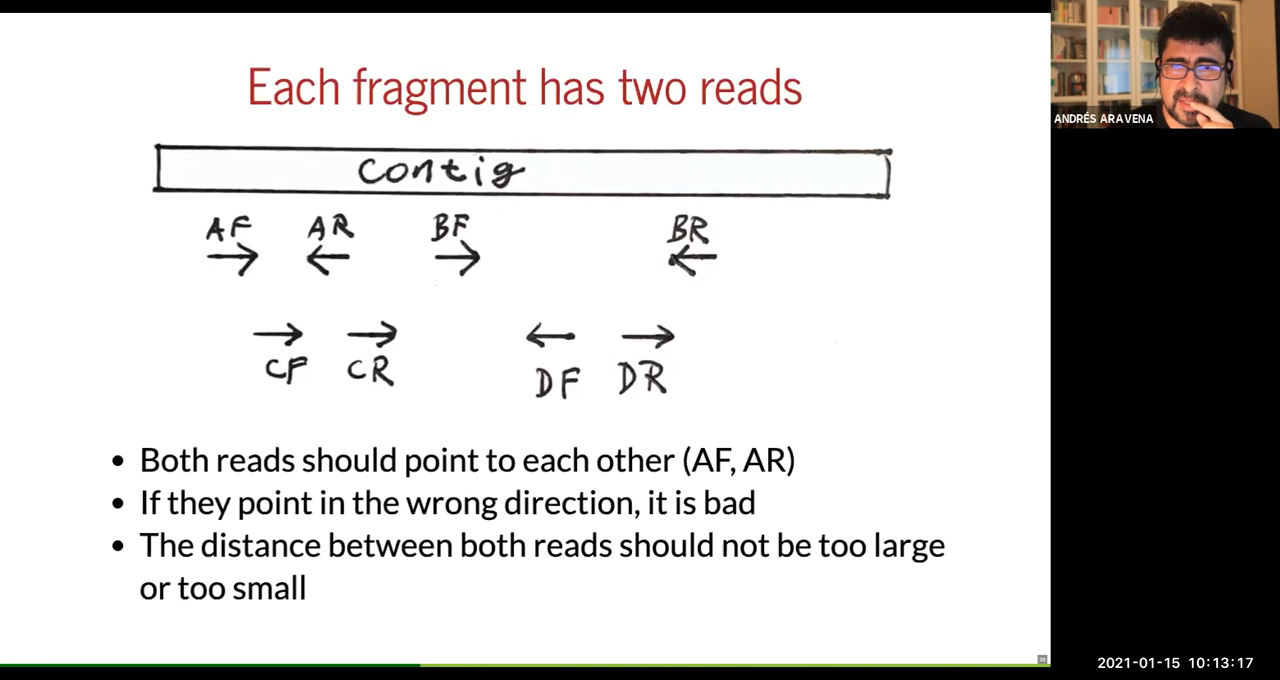 Each fragment has two reads
Contig
AF AR BF BR
CF CR DF DR
• Both reads should point to each other (AF, AR)
• If they point in the wrong direction, it is bad
• The distance between both reads should not be too large
or too small
ANDRÉS ARAVENA
2021-01-15 10:13:17